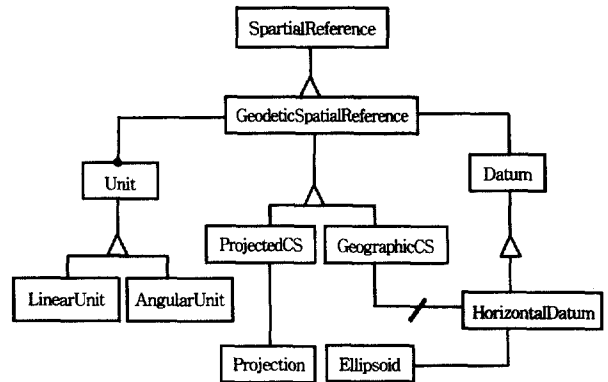 SpartialReference
GeodeticSpatialReference
Unit
Datum
ProjectedCS
GeographicCS
LinearUnit
AngularUnit
HorizontalDatum
Projection
Ellipsoid